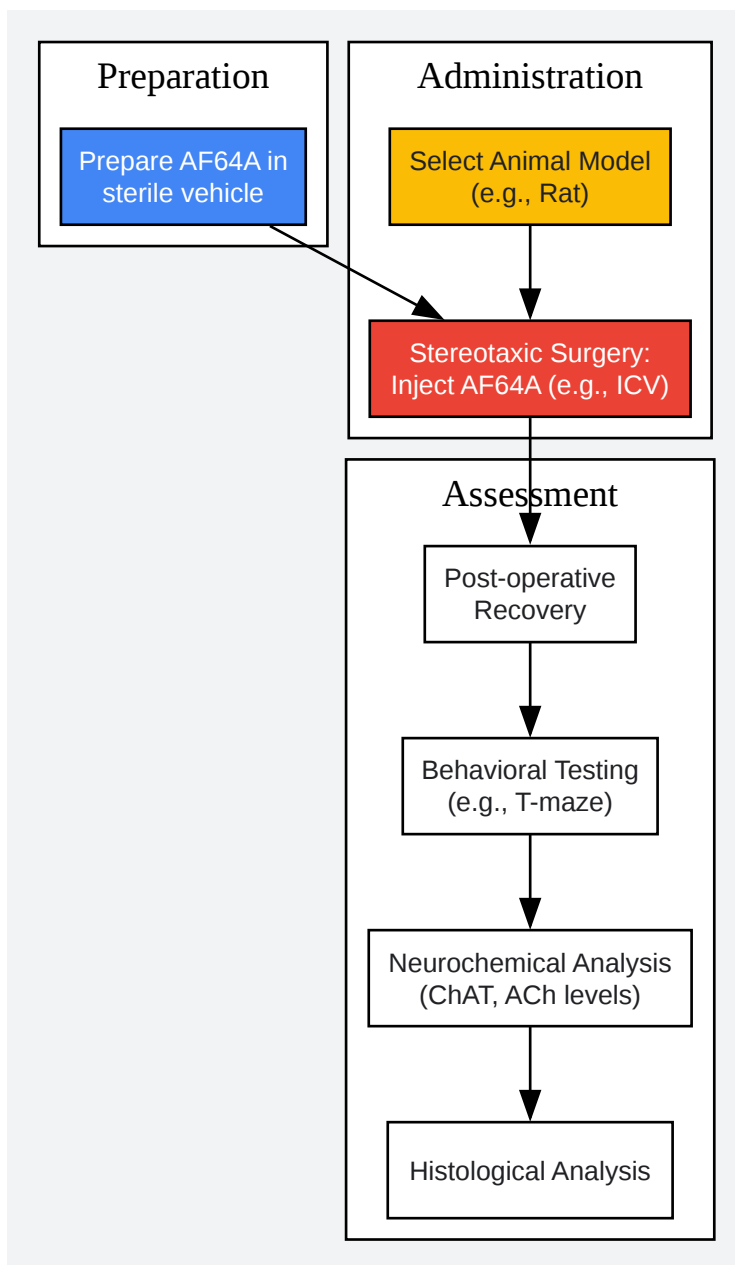 Preparation
Prepare AF64A in
sterile vehicle
Administration
Select Animal Model
(e.g., Rat)
Stereotaxic Surgery:
Inject AF64A (e.g., ICV)
Assessment
Post-operative
Recovery
Behavioral Testing
(e.g., T-maze)
Neurochemical Analysis
(ChAT, ACh levels)
Histological Analysis